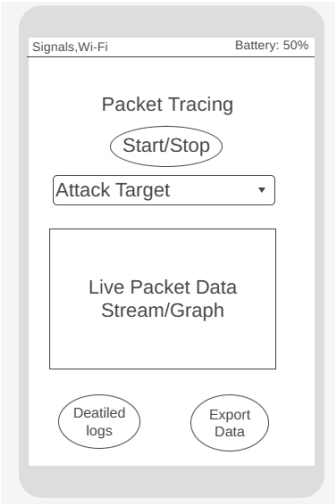 Signals,Wi-Fi Battery: 50%
Packet Tracing
Start/Stop
Attack Target
Live Packet Data
Stream/Graph
Deatiled
logs
Export
Data